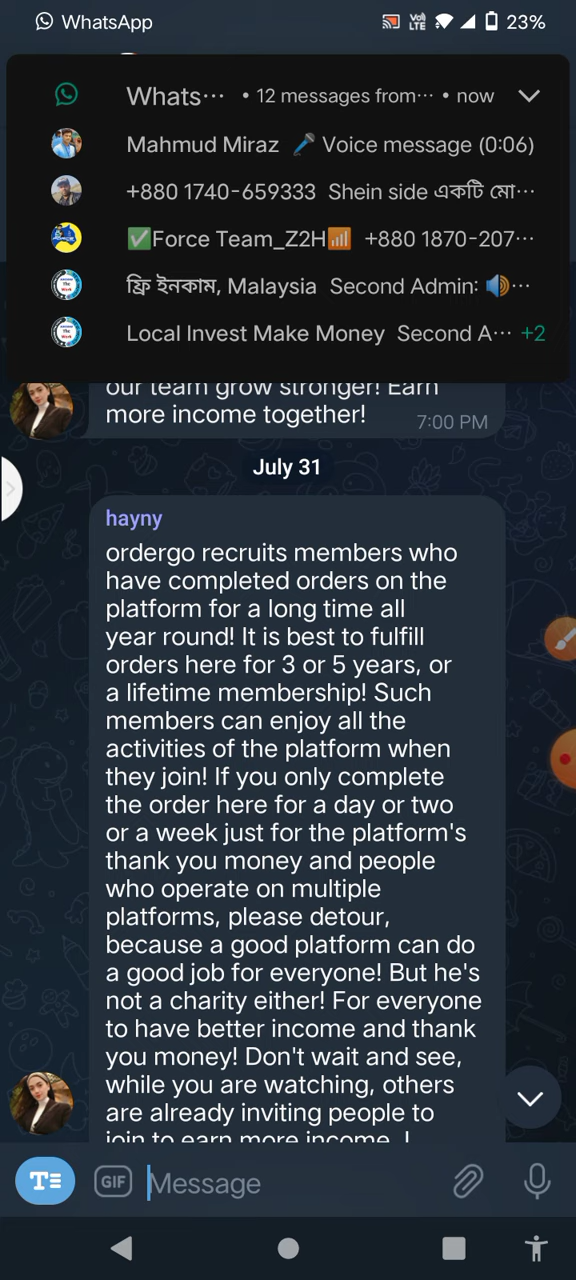 WhatsApp
Vo) LTE 23%
Whats··· • 12 messages from··· • now
Mahmud Miraz 🎤 Voice message (0:06)
+880 1740-659333 Shein side একটি মো···
✅Force Team_Z2H📶 +880 1870-207···
ফ্রি ইনকাম, Malaysia Second Admin: 🔊···
Local Invest Make Money Second A··· +2
our team grow stronger! Earn
more income together!
7:00 PM
July 31
hayny
ordergo recruits members who
have completed orders on the
platform for a long time all
year round! It is best to fulfill
orders here for 3 or 5 years, or
a lifetime membership! Such
members can enjoy all the
activities of the platform when
they join! If you only complete
the order here for a day or two
or a week just for the platform's
thank you money and people
who operate on multiple
platforms, please detour,
because a good platform can do
a good job for everyone! But he's
not a charity either! For everyone
to have better income and thank
you money! Don't wait and see,
while you are watching, others
are already inviting people to
join to earn more income. I
GIF Message